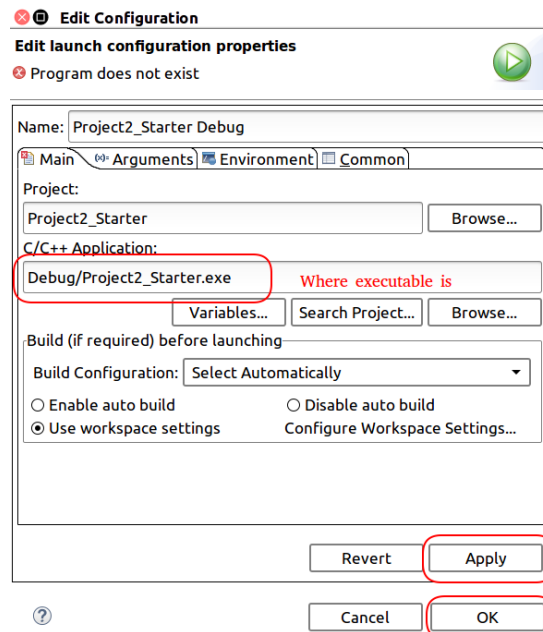 Edit Configuration
Edit launch configuration properties
Program does not exist
Name: Project2_Starter Debug
Main (x)= Arguments Environment Common
Project:
Project2_Starter Browse...
C/C++ Application:
Debug/Project2_Starter.exe Where executable is
Variables... Search Project... Browse...
Build (if required) before launching
Build Configuration: Select Automatically
Enable auto build Disable auto build
Use workspace settings Configure Workspace Settings...
Revert Apply
? Cancel OK